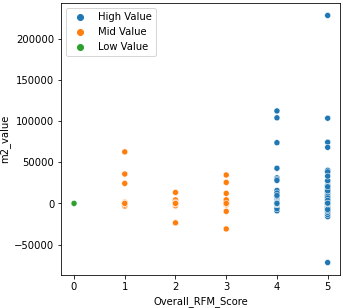 High Value
Mid Value
Low Value
200000
150000
100000
50000
0
−50000
m2_value
0 1 2 3 4 5
Overall_RFM_Score